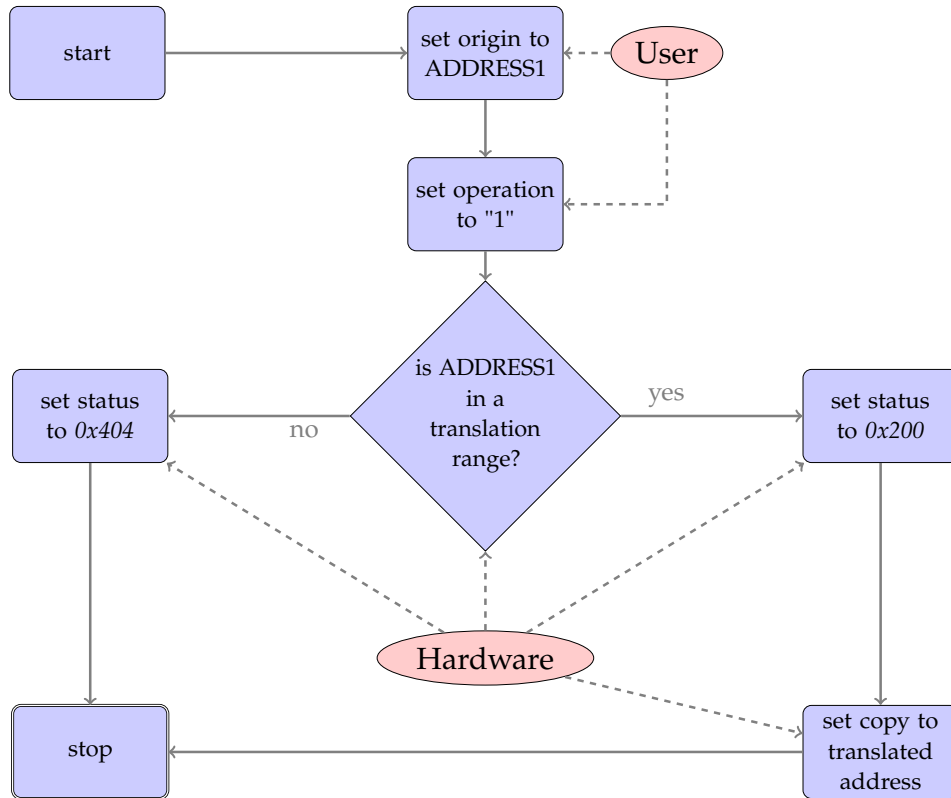 start
set origin to
ADDRESS1
User
set operation
to "1"
is ADDRESS1
in a
translation
range?
yes
no
set status
to 0x404
set status
to 0x200
Hardware
stop
set copy to
translated
address